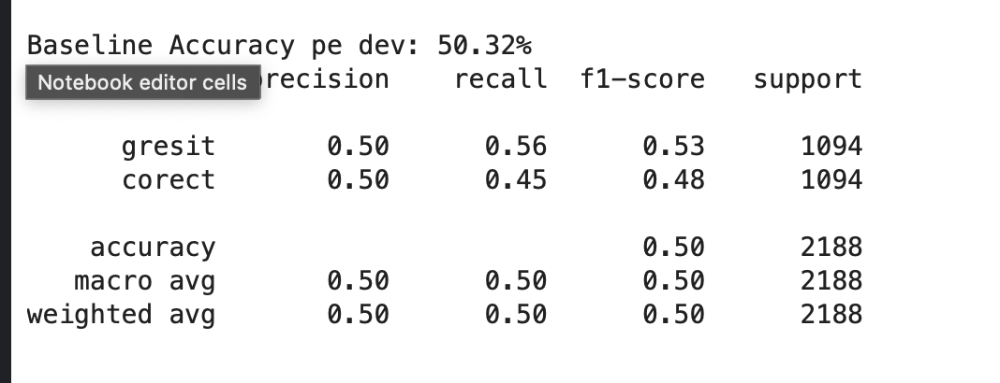 Baseline Accuracy pe dev: 50.32%
Notebook editor cells recision recall f1-score support
gresit 0.50 0.56 0.53 1094
corect 0.50 0.45 0.48 1094
accuracy 0.50 2188
macro avg 0.50 0.50 0.50 2188
weighted avg 0.50 0.50 0.50 2188